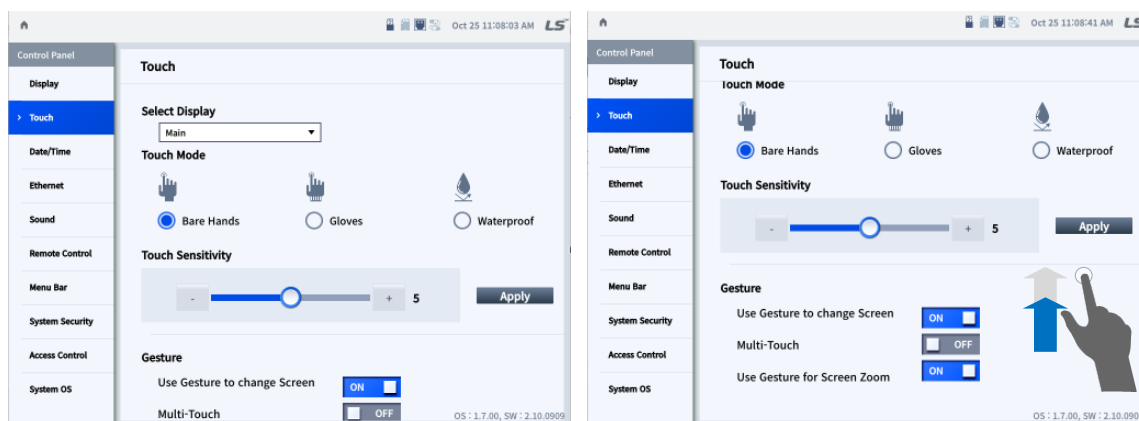 Oct 25 11:08:03 AM LS
Control Panel
Display
> Touch
Date/Time
Ethernet
Sound
Remote Control
Menu Bar
System Security
Access Control
System OS
Touch
Select Display
Main
Touch Mode
Bare Hands Gloves Waterproof
Touch Sensitivity
- + 5 Apply
Gesture
Use Gesture to change Screen ON
Multi-Touch OFF
OS : 1.7.00, SW : 2.10.0909
Oct 25 11:08:41 AM LS
Control Panel
Display
> Touch
Date/Time
Ethernet
Sound
Remote Control
Menu Bar
System Security
Access Control
System OS
Touch
Touch Mode
Bare Hands Gloves Waterproof
Touch Sensitivity
- + 5 Apply
Gesture
Use Gesture to change Screen ON
Multi-Touch OFF
Use Gesture for Screen Zoom ON
OS : 1.7.00, SW : 2.10.090